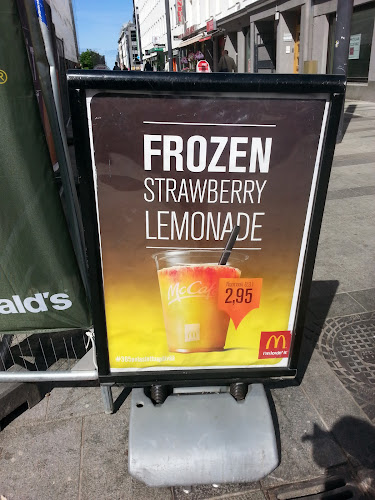 FROZEN
STRAWBERRY
LEMONADE
McCafé
2,95
ald's